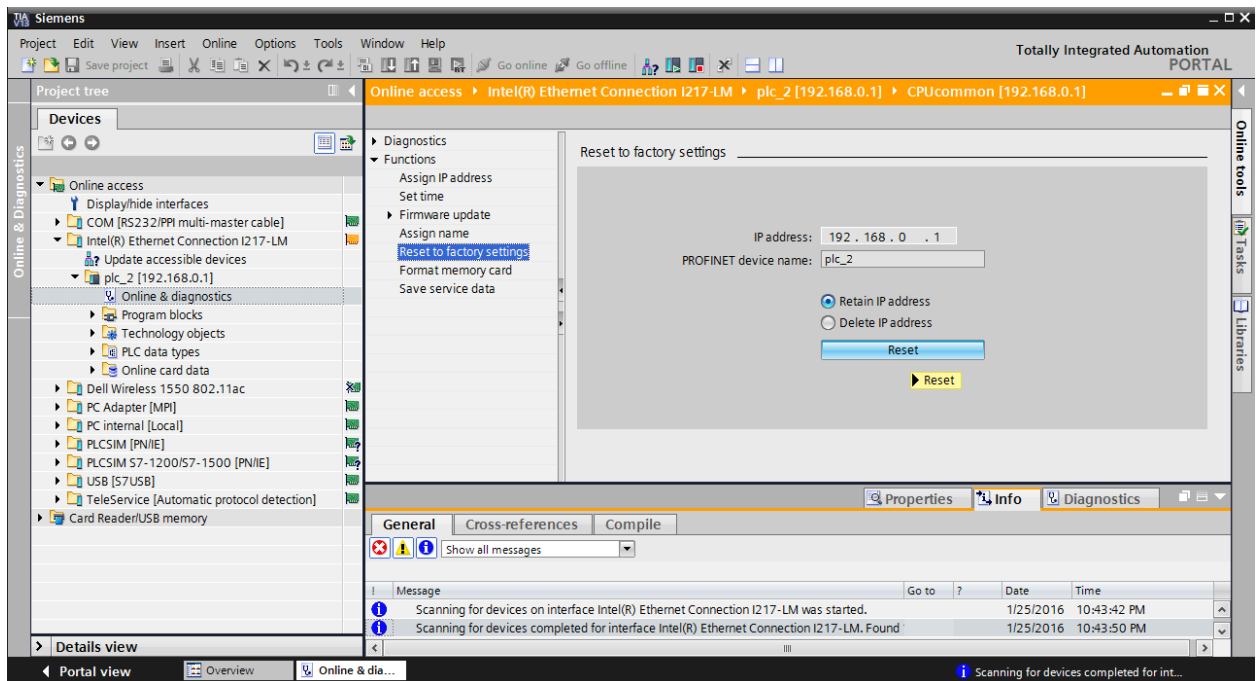 Siemens
Project Edit View Insert Online Options Tools Window Help
Save project Go online Go offline
Totally Integrated Automation
PORTAL
Project tree
Online access Intel(R) Ethernet Connection I217-LM plc_2 [192.168.0.1] CPUcommon [192.168.0.1]
Devices
Online & Diagnostics
Online access
Display/hide interfaces
COM [RS232/PPI multi-master cable]
Intel(R) Ethernet Connection I217-LM
Update accessible devices
plc_2 [192.168.0.1]
Online & diagnostics
Program blocks
Technology objects
PLC data types
Online card data
Dell Wireless 1550 802.11ac
PC Adapter [MPI]
PC internal [Local]
PLCSIM [PN/IE]
PLCSIM S7-1200/S7-1500 [PN/IE]
USB [S7USB]
TeleService [Automatic protocol detection]
Card Reader/USB memory
Details view
Diagnostics
Functions
Assign IP address
Set time
Firmware update
Assign name
Reset to factory settings
Format memory card
Save service data
Reset to factory settings
IP address: 192 . 168 . 0 . 1
PROFINET device name: plc_2
Retain IP address
Delete IP address
Reset
Reset
Online tools
Tasks
Libraries
Properties Info Diagnostics
General Cross-references Compile
Show all messages
! Message Go to ? Date Time
Scanning for devices on interface Intel(R) Ethernet Connection I217-LM was started. 1/25/2016 10:43:42 PM
Scanning for devices completed for interface Intel(R) Ethernet Connection I217-LM. Found 1/25/2016 10:43:50 PM
Portal view Overview Online & dia... Scanning for devices completed for int...